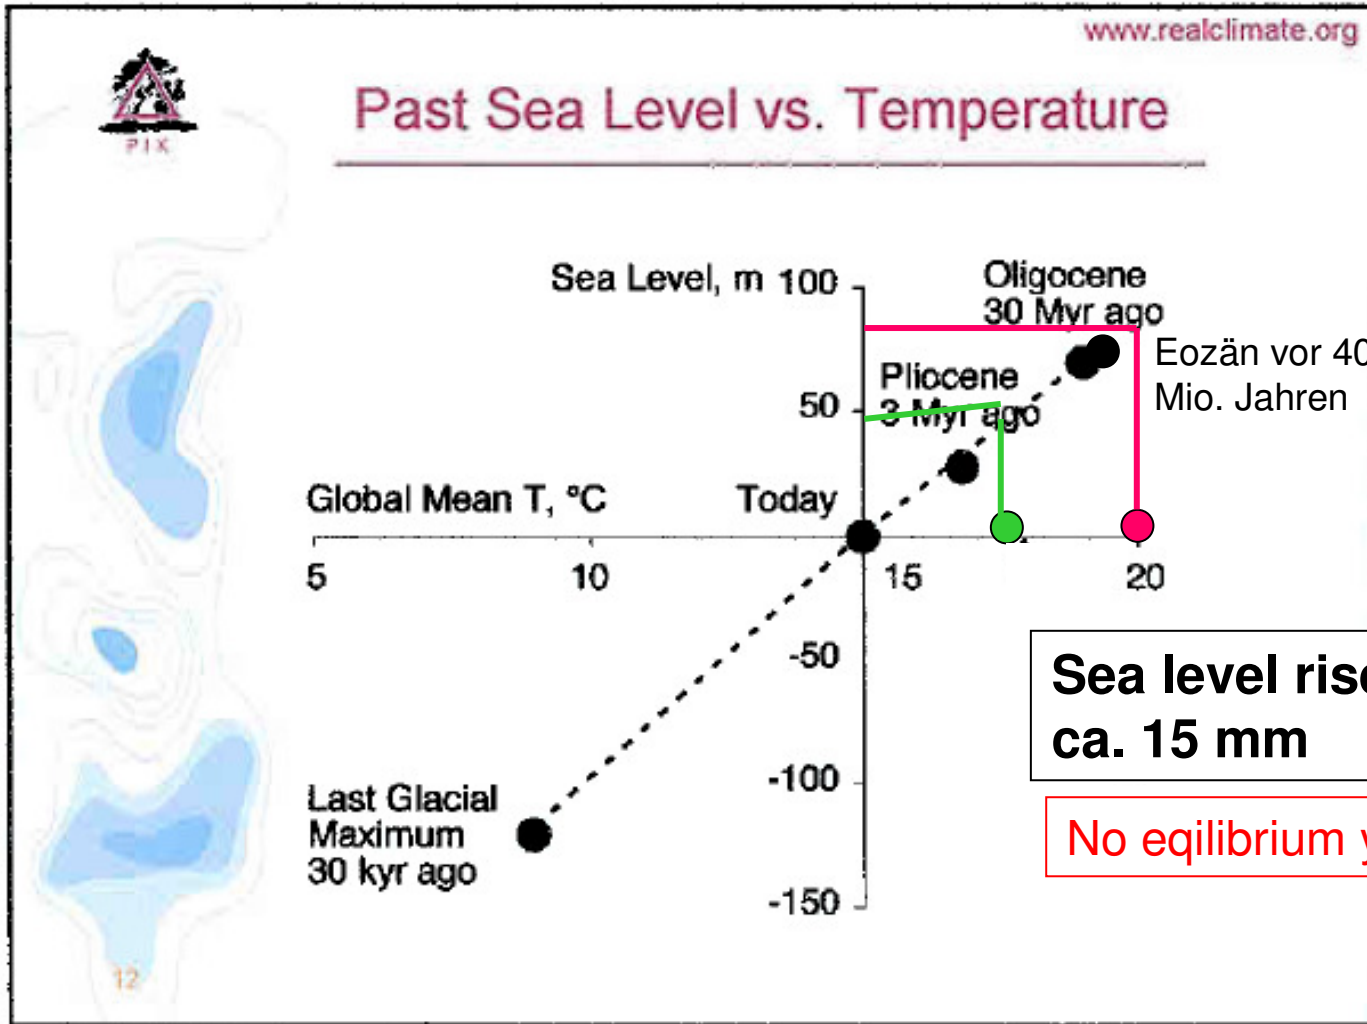 www.realclimate.org
PIK
Past Sea Level vs. Temperature
Sea Level, m 100
Oligocene
30 Myr ago
Eozän vor 40
Mio. Jahren
Pliocene
3 Myr ago
50
Global Mean T, °C
Today
5
10
15
20
-50
Sea level rise
ca. 15 mm
-100
No eqilibrium
Last Glacial
Maximum
30 kyr ago
-150
12